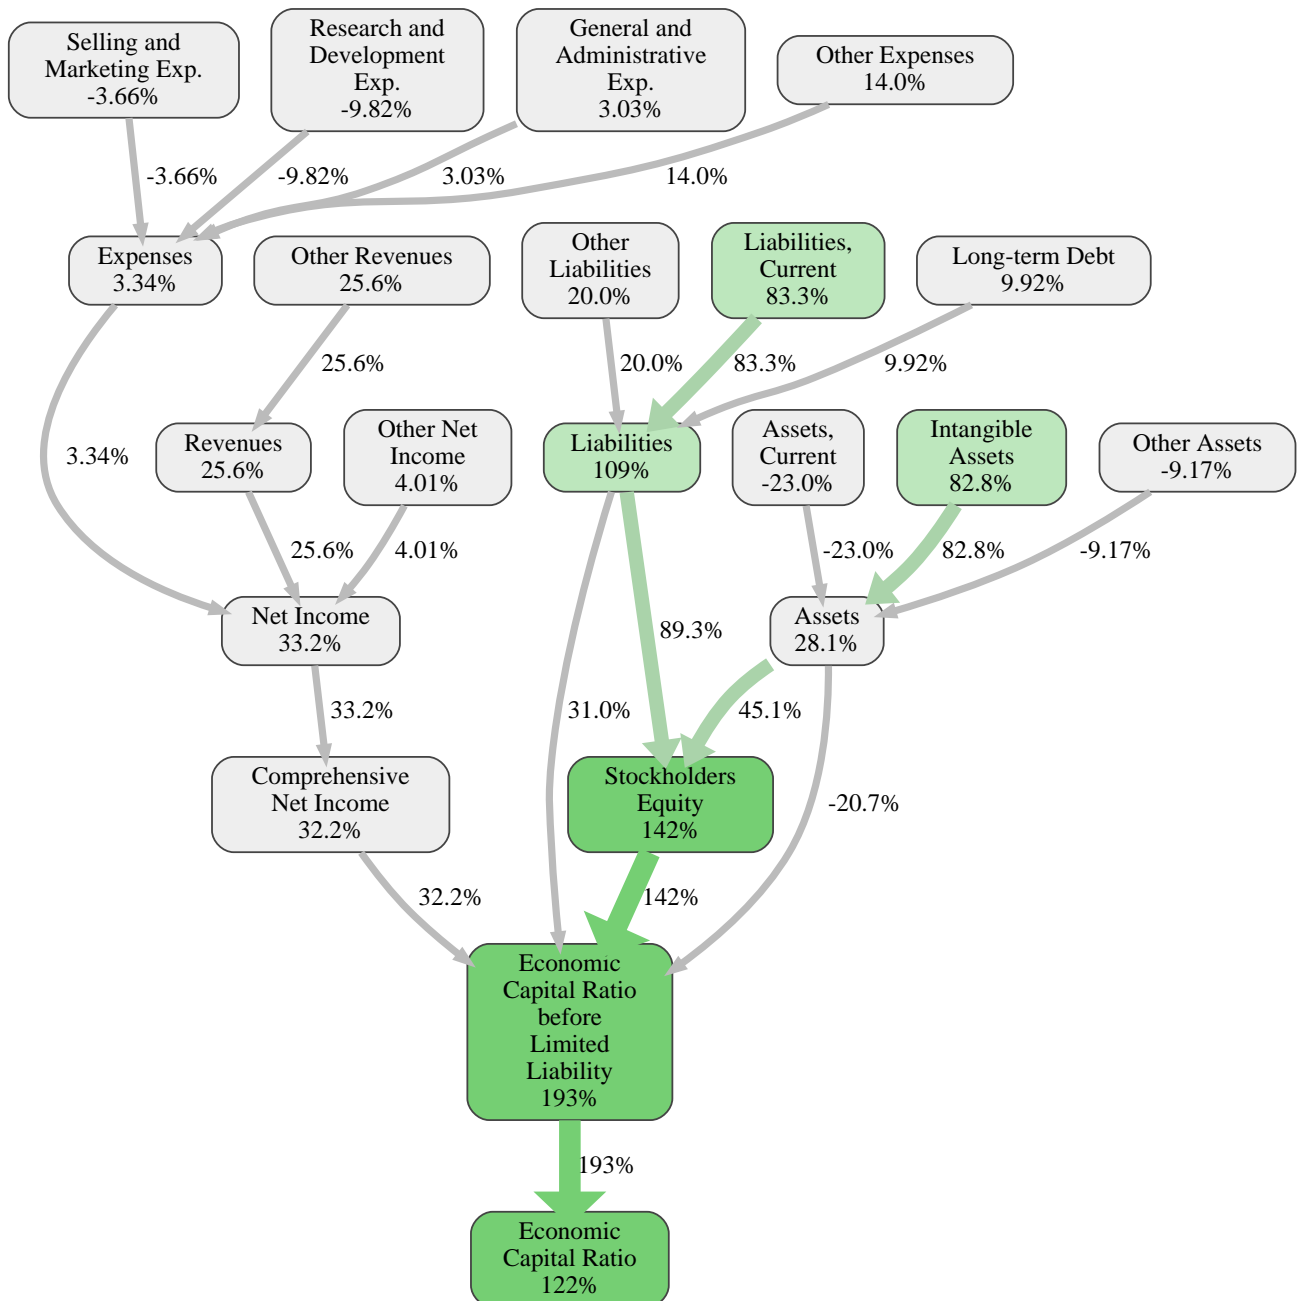 Selling and
Marketing Exp.
-3.66%
Research and
Development
Exp.
-9.82%
General and
Administrative
Exp.
3.03%
Other Expenses
14.0%
-3.66%
-9.82%
3.03%
14.0%
Expenses
3.34%
Other Revenues
25.6%
Other
Liabilities
20.0%
Liabilities,
Current
83.3%
Long-term Debt
9.92%
25.6%
20.0%
83.3%
9.92%
3.34%
Revenues
25.6%
Other Net
Income
4.01%
Liabilities
109%
Assets,
Current
-23.0%
Intangible
Assets
82.8%
Other Assets
-9.17%
25.6%
4.01%
-23.0%
82.8%
-9.17%
Net Income
33.2%
89.3%
Assets
28.1%
33.2%
31.0%
45.1%
Comprehensive
Net Income
32.2%
Stockholders
Equity
142%
-20.7%
32.2%
142%
Economic
Capital Ratio
before
Limited
Liability
193%
193%
Economic
Capital Ratio
122%